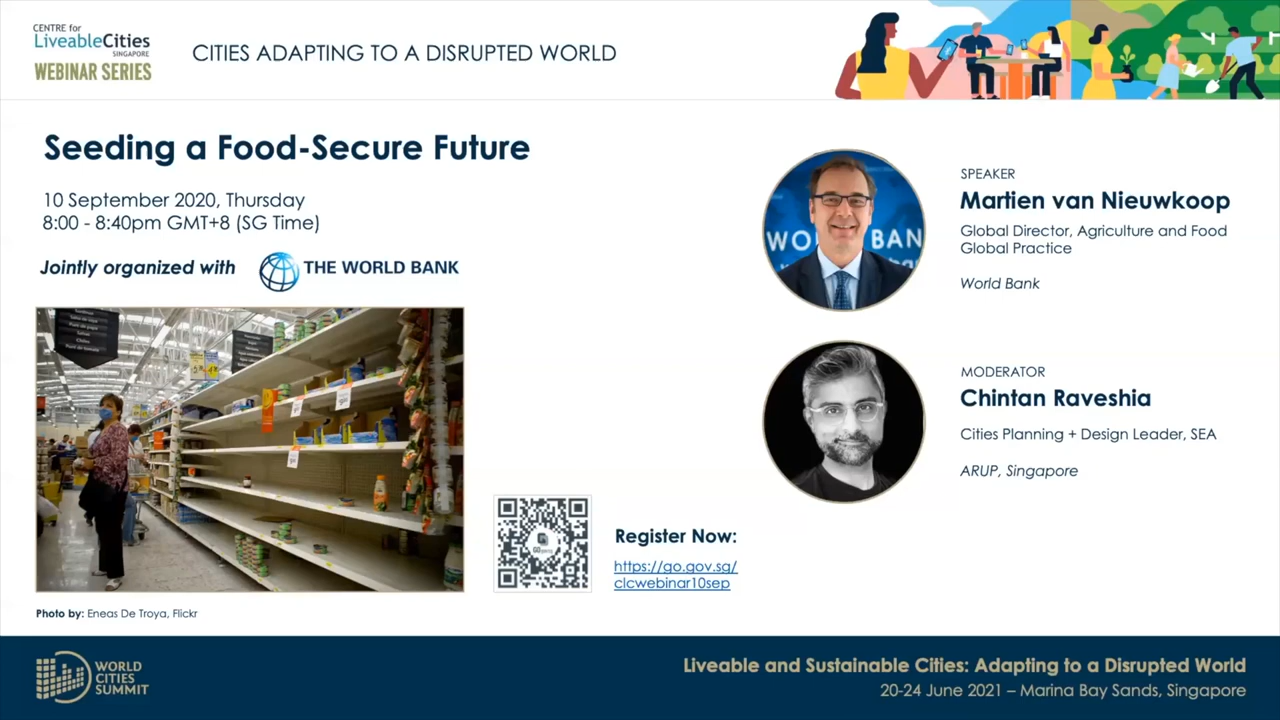 CENTRE for
LiveableCities
SINGAPORE
WEBINAR SERIES
CITIES ADAPTING TO A DISRUPTED WORLD
Seeding a Food-Secure Future
10 September 2020, Thursday
8:00 - 8:40pm GMT+8 (SG Time)
Jointly organized with
THE WORLD BANK
SPEAKER
Martien van Nieuwkoop
Global Director, Agriculture and Food
Global Practice
World Bank
MODERATOR
Chintan Raveshia
Cities Planning + Design Leader, SEA
ARUP, Singapore
Register Now:
https://go.gov.sg/
clcwebinar10sep
Photo by: Eneas De Troya, Flickr
WORLD
CITIES
SUMMIT
Liveable and Sustainable Cities: Adapting to a Disrupted World
20-24 June 2021 – Marina Bay Sands, Singapore